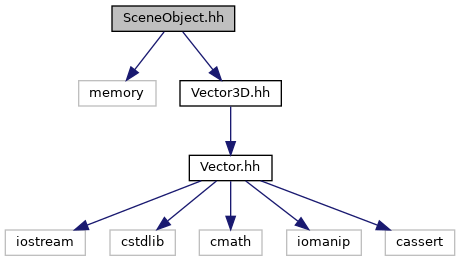 SceneObject.hh
memory
Vector3D.hh
Vector.hh
iostream
cstdlib
cmath
iomanip
cassert